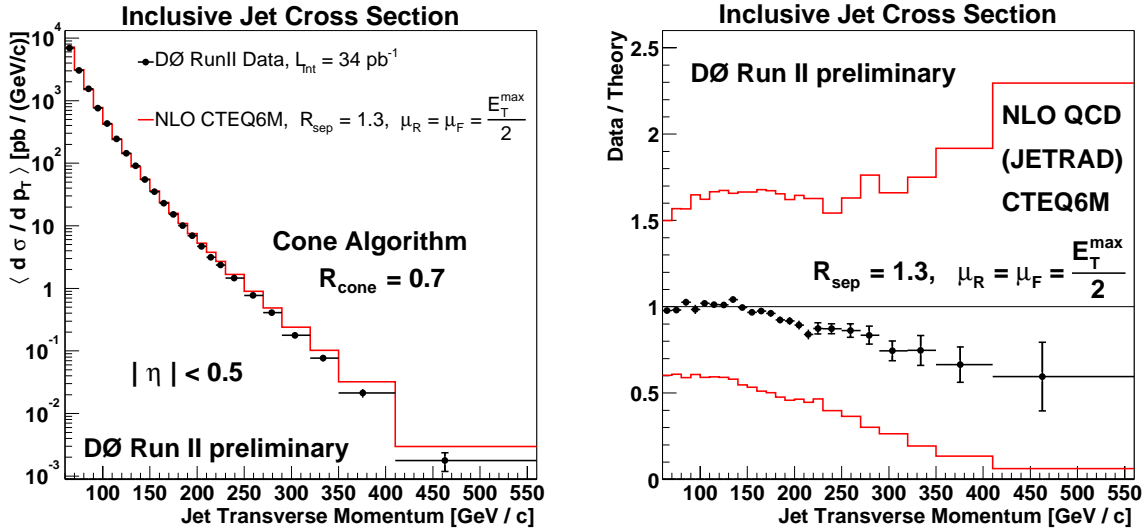 Inclusive Jet Cross Section
⟨ d σ / d p_T ⟩ [pb / (GeV/c)]
10^4
10^3
10^2
10
1
10^-1
10^-2
10^-3
DØ RunII Data, L_int = 34 pb^-1
NLO CTEQ6M, R_sep = 1.3, μ_R = μ_F = E_T^max / 2
Cone Algorithm
R_cone = 0.7
| η | < 0.5
DØ Run II preliminary
100 150 200 250 300 350 400 450 500 550
Jet Transverse Momentum [GeV / c]
Inclusive Jet Cross Section
Data / Theory
2.5
2
1.5
1
0.5
0
DØ Run II preliminary
NLO QCD
(JETRAD)
CTEQ6M
R_sep = 1.3, μ_R = μ_F = E_T^max / 2
100 150 200 250 300 350 400 450 500 550
Jet Transverse Momentum [GeV / c]